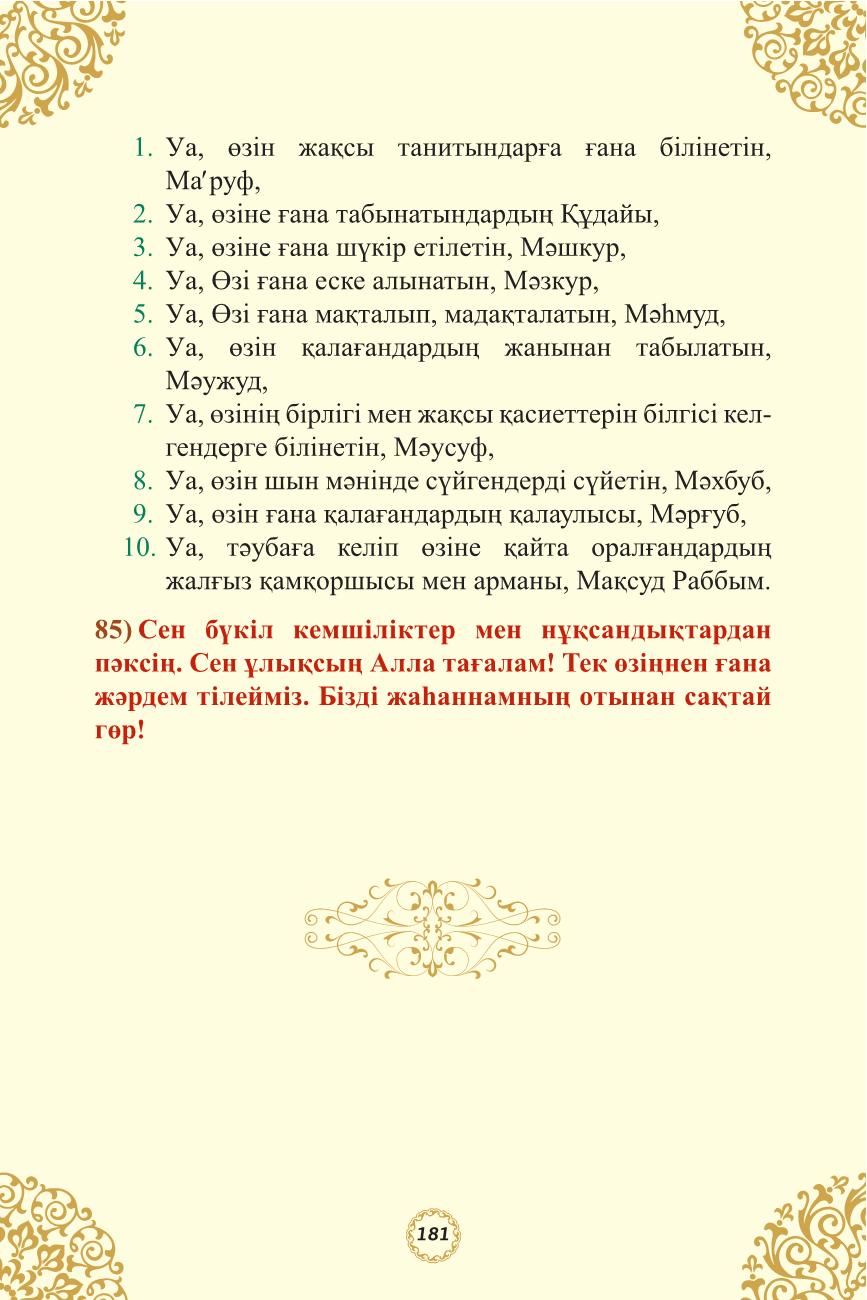 1. Уа, өзін жақсы танитындарға ғана білінетін,
Ма′руф,
2. Уа, өзіне ғана табынатындардың Құдайы,
3. Уа, өзіне ғана шүкір етілетін, Мәшкур,
4. Уа, Өзі ғана еске алынатын, Мәзкур,
5. Уа, Өзі ғана мақталып, мадақталатын, Мәһмуд,
6. Уа, өзін қалағандардың жанынан табылатын,
Мәужуд,
7. Уа, өзінің бірлігі мен жақсы қасиеттерін білгісі кел-
гендерге білінетін, Мәусуф,
8. Уа, өзін шын мәнінде сүйгендерді сүйетін, Мәхбуб,
9. Уа, өзін ғана қалағандардың қалаулысы, Мәрғуб,
10. Уа, тәубаға келіп өзіне қайта оралғандардың
жалғыз қамқоршысы мен арманы, Мақсуд Раббым.
85) Сен бүкіл кемшіліктер мен нұқсандықтардан
пәксің. Сен ұлықсың Алла тағалам! Тек өзіңнен ғана
жәрдем тілейміз. Бізді жаһаннамның отынан сақтай
гөр!
181